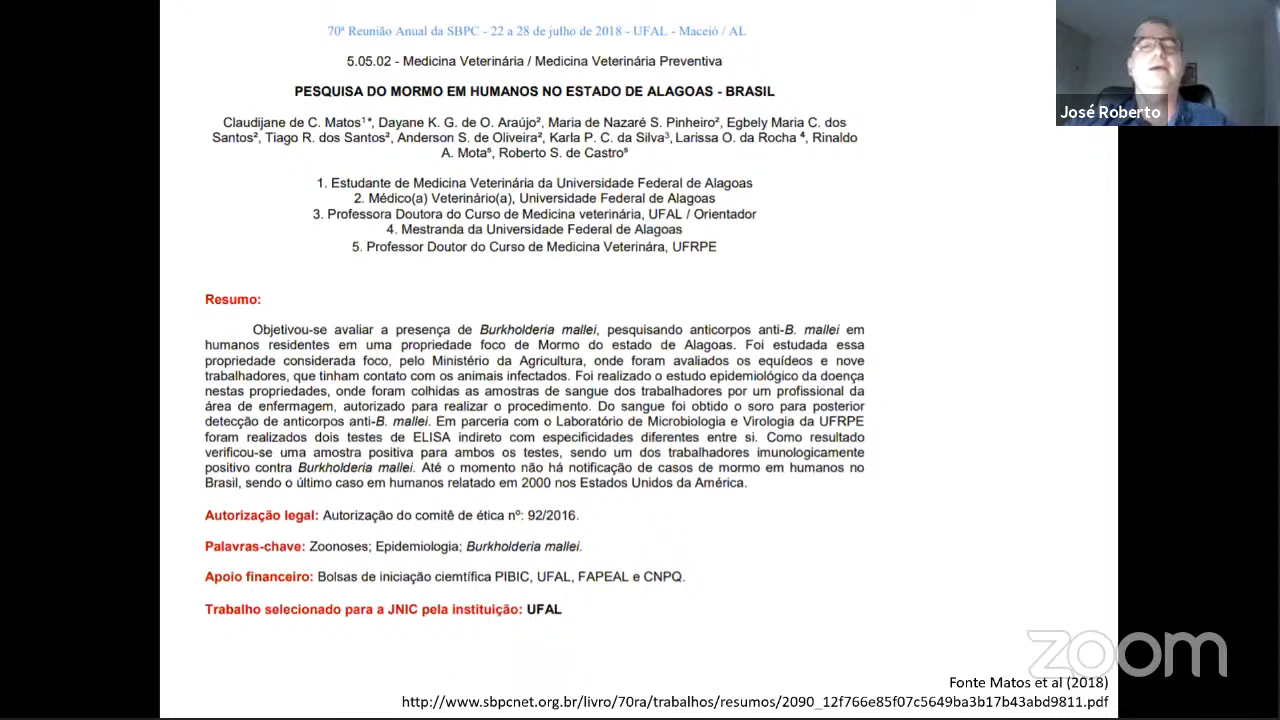 70ª Reunião Anual da SBPC - 22 a 28 de julho de 2018 - UFAL - Maceió / AL
5.05.02 - Medicina Veterinária / Medicina Veterinária Preventiva
PESQUISA DO MORMO EM HUMANOS NO ESTADO DE ALAGOAS - BRASIL
Claudijane de C. Matos¹*, Dayane K. G. de O. Araújo², Maria de Nazaré S. Pinheiro², Egbely Maria C. dos
Santos², Tiago R. dos Santos², Anderson S. de Oliveira², Karla P. C. da Silva³, Larissa O. da Rocha ⁴, Rinaldo
A. Mota⁵, Roberto S. de Castro⁵
1. Estudante de Medicina Veterinária da Universidade Federal de Alagoas
2. Médico(a) Veterinário(a), Universidade Federal de Alagoas
3. Professora Doutora do Curso de Medicina veterinária, UFAL / Orientador
4. Mestranda da Universidade Federal de Alagoas
5. Professor Doutor do Curso de Medicina Veterinára, UFRPE
Resumo:
Objetivou-se avaliar a presença de Burkholderia mallei, pesquisando anticorpos anti-B. mallei em
humanos residentes em uma propriedade foco de Mormo do estado de Alagoas. Foi estudada essa
propriedade considerada foco, pelo Ministério da Agricultura, onde foram avaliados os equídeos e nove
trabalhadores, que tinham contato com os animais infectados. Foi realizado o estudo epidemiológico da doença
nestas propriedades, onde foram colhidas as amostras de sangue dos trabalhadores por um profissional da
área de enfermagem, autorizado para realizar o procedimento. Do sangue foi obtido o soro para posterior
detecção de anticorpos anti-B. mallei. Em parceria com o Laboratório de Microbiologia e Virologia da UFRPE
foram realizados dois testes de ELISA indireto com especificidades diferentes entre si. Como resultado
verificou-se uma amostra positiva para ambos os testes, sendo um dos trabalhadores imunologicamente
positivo contra Burkholderia mallei. Até o momento não há notificação de casos de mormo em humanos no
Brasil, sendo o último caso em humanos relatado em 2000 nos Estados Unidos da América.
Autorização legal: Autorização do comitê de ética nº: 92/2016.
Palavras-chave: Zoonoses; Epidemiologia; Burkholderia mallei.
Apoio financeiro: Bolsas de iniciação ciemtífica PIBIC, UFAL, FAPEAL e CNPQ.
Trabalho selecionado para a JNIC pela instituição: UFAL
Fonte Matos et al (2018)
http://www.sbpcnet.org.br/livro/70ra/trabalhos/resumos/2090_12f766e85f07c5649ba3b17b43abd9811.pdf
José Roberto
zoom